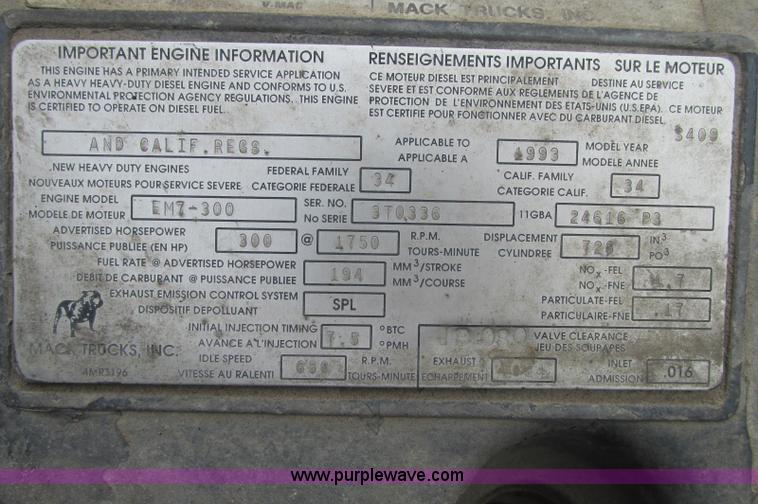 V-MAC
MACK TRUCKS, INC.
IMPORTANT ENGINE INFORMATION
THIS ENGINE HAS A PRIMARY INTENDED SERVICE APPLICATION
AS A HEAVY HEAVY-DUTY DIESEL ENGINE AND CONFORMS TO U.S.
ENVIRONMENTAL PROTECTION AGENCY REGULATIONS. THIS ENGINE
IS CERTIFIED TO OPERATE ON DIESEL FUEL.
RENSEIGNEMENTS IMPORTANTS SUR LE MOTEUR
CE MOTEUR DIESEL EST PRINCIPALEMENT DESTINE AU SERVICE
SEVERE ET EST CONFORME AUX REGLEMENTS DE L'AGENCE DE
PROTECTION DE L'ENVIRONNEMENT DES ETATS-UNIS (U.S.EPA). CE MOTEUR
EST CERTIFIE POUR FONCTIONNER AVEC DU CARBURANT DIESEL.
S409
AND CALIF. REGS.
APPLICABLE TO
APPLICABLE A
1993
MODEL YEAR
MODELE ANNEE
NEW HEAVY DUTY ENGINES
NOUVEAUX MOTEURS POUR SERVICE SEVERE
FEDERAL FAMILY
CATEGORIE FEDERALE
34
CALIF. FAMILY
CATEGORIE CALIF.
34
ENGINE MODEL
MODELE DE MOTEUR
EM7-300
SER. NO.
No SERIE
3T0336
11GBA
24616 P3
ADVERTISED HORSEPOWER
PUISSANCE PUBLIEE (EN HP)
300
@
1750
R.P.M.
TOURS-MINUTE
DISPLACEMENT
CYLINDREE
728
IN3
PO3
FUEL RATE @ ADVERTISED HORSEPOWER
DEBIT DE CARBURANT @ PUISSANCE PUBLIEE
194
MM3/STROKE
MM3/COURSE
NOx-FEL
NOx-FNE
EXHAUST EMISSION CONTROL SYSTEM
DISPOSITIF DEPOLLUANT
SPL
PARTICULATE-FEL
PARTICULAIRE-FNE
.17
MACK TRUCKS, INC.
4MR3196
INITIAL INJECTION TIMING
AVANCE A L'INJECTION
7.5
°BTC
°PMH
VALVE CLEARANCE
JEU DES SOUPAPES
IDLE SPEED
VITESSE AU RALENTI
R.P.M.
TOURS-MINUTE
EXHAUST
ECHAPPEMENT
INLET
ADMISSION
.016
www.purplewave.com